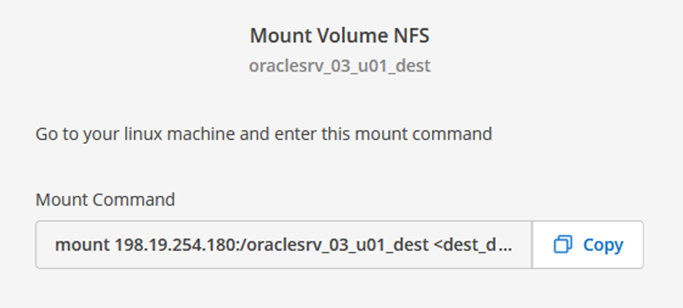 Mount Volume NFS
oraclesrv_03_u01_dest
Go to your linux machine and enter this mount command
Mount Command
mount 198.19.254.180:/oraclesrv_03_u01_dest <dest_d...
Copy